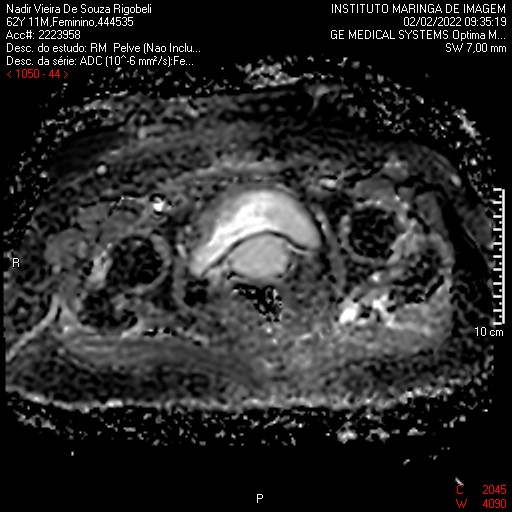 Nadir Vieira De Souza Rigobeli
62Y 11M,Feminino,444535
Acc#: 2223958
Desc. do estudo: RM Pelve (Nao Inclu...
Desc. da série: ADC (10^-6 mm²/s):Fe...
< 1050 - 44 >
INSTITUTO MARINGA DE IMAGEM
02/02/2022 09:35:19
GE MEDICAL SYSTEMS Optima M...
SW 7,00 mm
R
10 cm
P
C 2045
W 4090